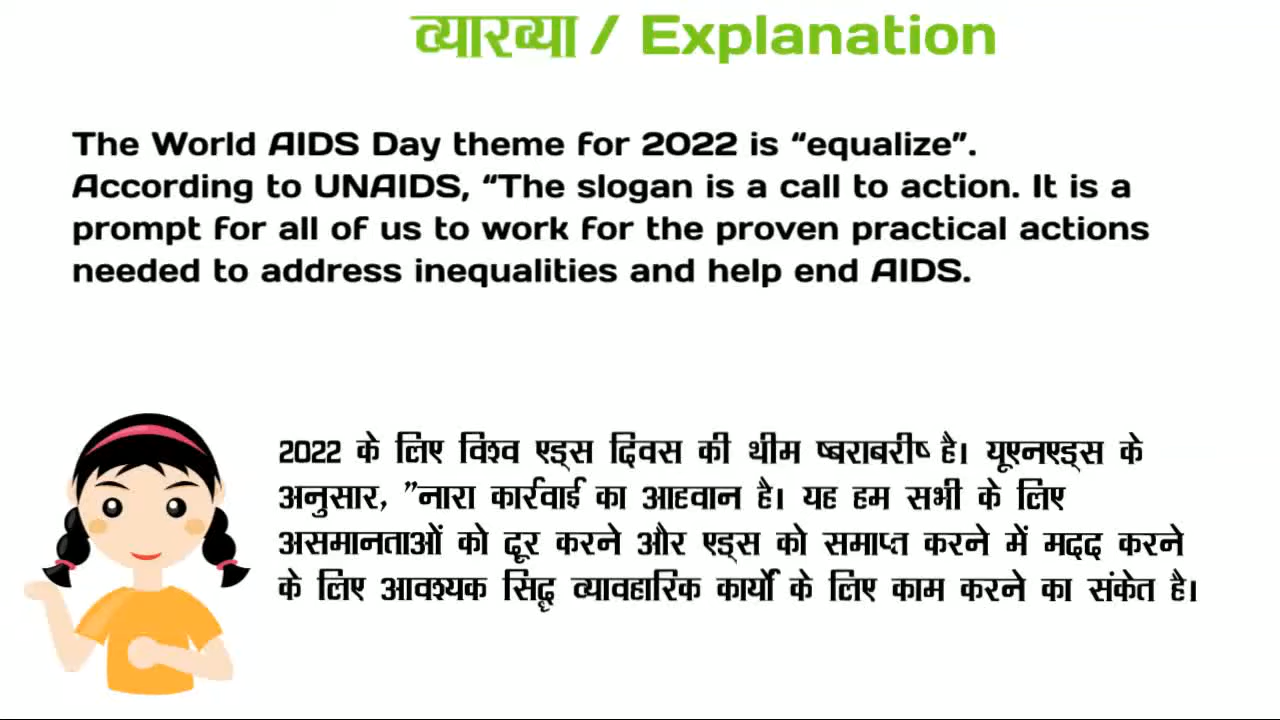 व्याख्या / Explanation
The World AIDS Day theme for 2022 is “equalize”.
According to UNAIDS, “The slogan is a call to action. It is a
prompt for all of us to work for the proven practical actions
needed to address inequalities and help end AIDS.
2022 के लिए विश्व एड्स दिवस की थीम ष्बराबरीष् है। यूएनएड्स के
अनुसार, ”नारा कार्रवाई का आहवान है। यह हम सभी के लिए
असमानताओं को दूर करने और एड्स को समाप्त करने में मदद करने
के लिए आवश्यक सिद्ध व्यावहारिक कार्यों के लिए काम करने का संकेत है।